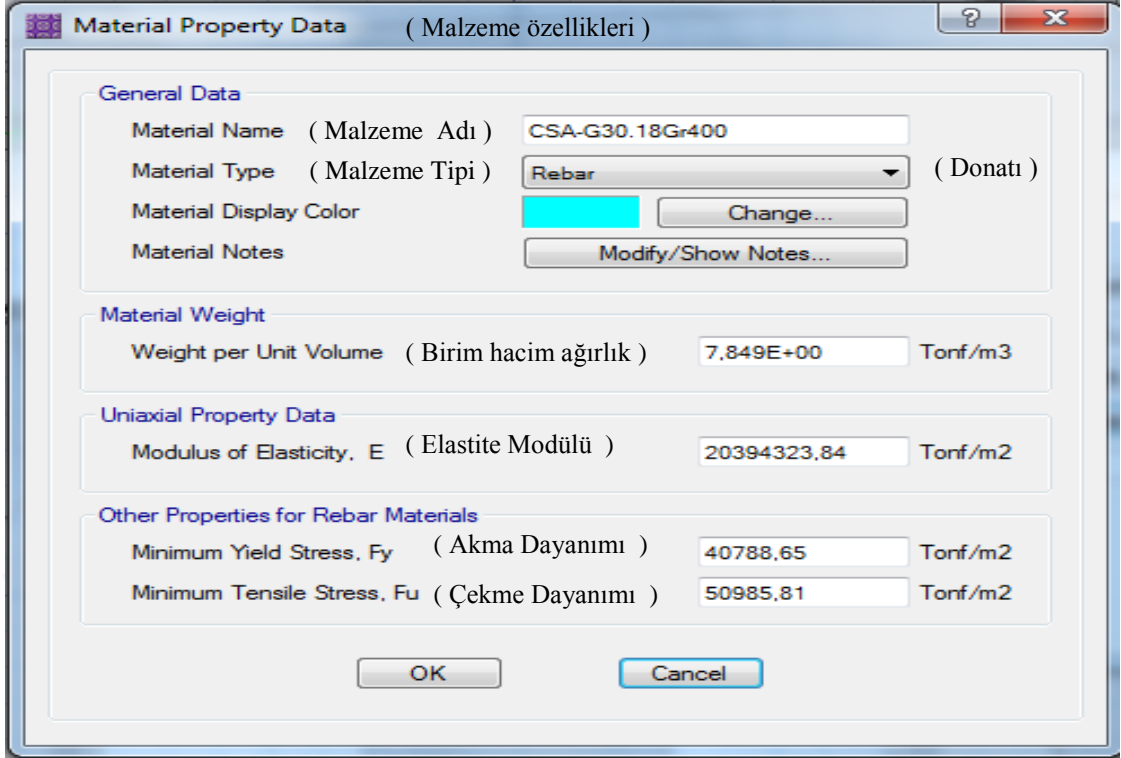 Material Property Data ( Malzeme özellikleri ) ?
General Data
Material Name ( Malzeme Adı ) CSA-G30.18Gr400
Material Type ( Malzeme Tipi ) Rebar ( Donatı )
Material Display Color Change...
Material Notes Modify/Show Notes...
Material Weight
Weight per Unit Volume ( Birim hacim ağırlık ) 7,849E+00 Tonf/m3
Uniaxial Property Data
Modulus of Elasticity, E ( Elastite Modülü ) 20394323,84 Tonf/m2
Other Properties for Rebar Materials
Minimum Yield Stress, Fy ( Akma Dayanımı ) 40788,65 Tonf/m2
Minimum Tensile Stress, Fu ( Çekme Dayanımı ) 50985,81 Tonf/m2
OK Cancel